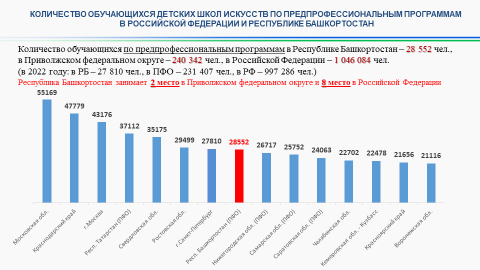 КОЛИЧЕСТВО ОБУЧАЮЩИХСЯ ДЕТСКИХ ШКОЛ ИСКУССТВ ПО ПРЕДПРОФЕССИОНАЛЬНЫМ ПРОГРАММАМ
В РОССИЙСКОЙ ФЕДЕРАЦИИ И РЕСПУБЛИКЕ БАШКОРТОСТАН
Количество обучающихся по предпрофессиональным программам в Республике Башкортостан – 28 552 чел.,
в Приволжском федеральном округе – 240 342 чел., в Российской Федерации – 1 046 084 чел.
(в 2022 году: в РБ – 27 810 чел., в ПФО – 231 407 чел., в РФ – 997 286 чел.)
Республика Башкортостан занимает 2 место в Приволжском федеральном округе и 8 место в Российской Федерации
55169
47779
43176
37112
35175
29499
27810
28552
26717
25752
24063
22702
22478
21656
21116
Московская обл.
Краснодарский край
г.Москва
Респ. Татарстан (ПФО)
Свердловская обл.
Ростовская обл.
г.Санкт-Петербург
Респ. Башкортостан (ПФО)
Нижегородская обл. (ПФО)
Самарская обл. (ПФО)
Саратовская обл. (ПФО)
Челябинская обл.
Кемеровская обл. - Кузбасс
Красноярский край
Воронежская обл.